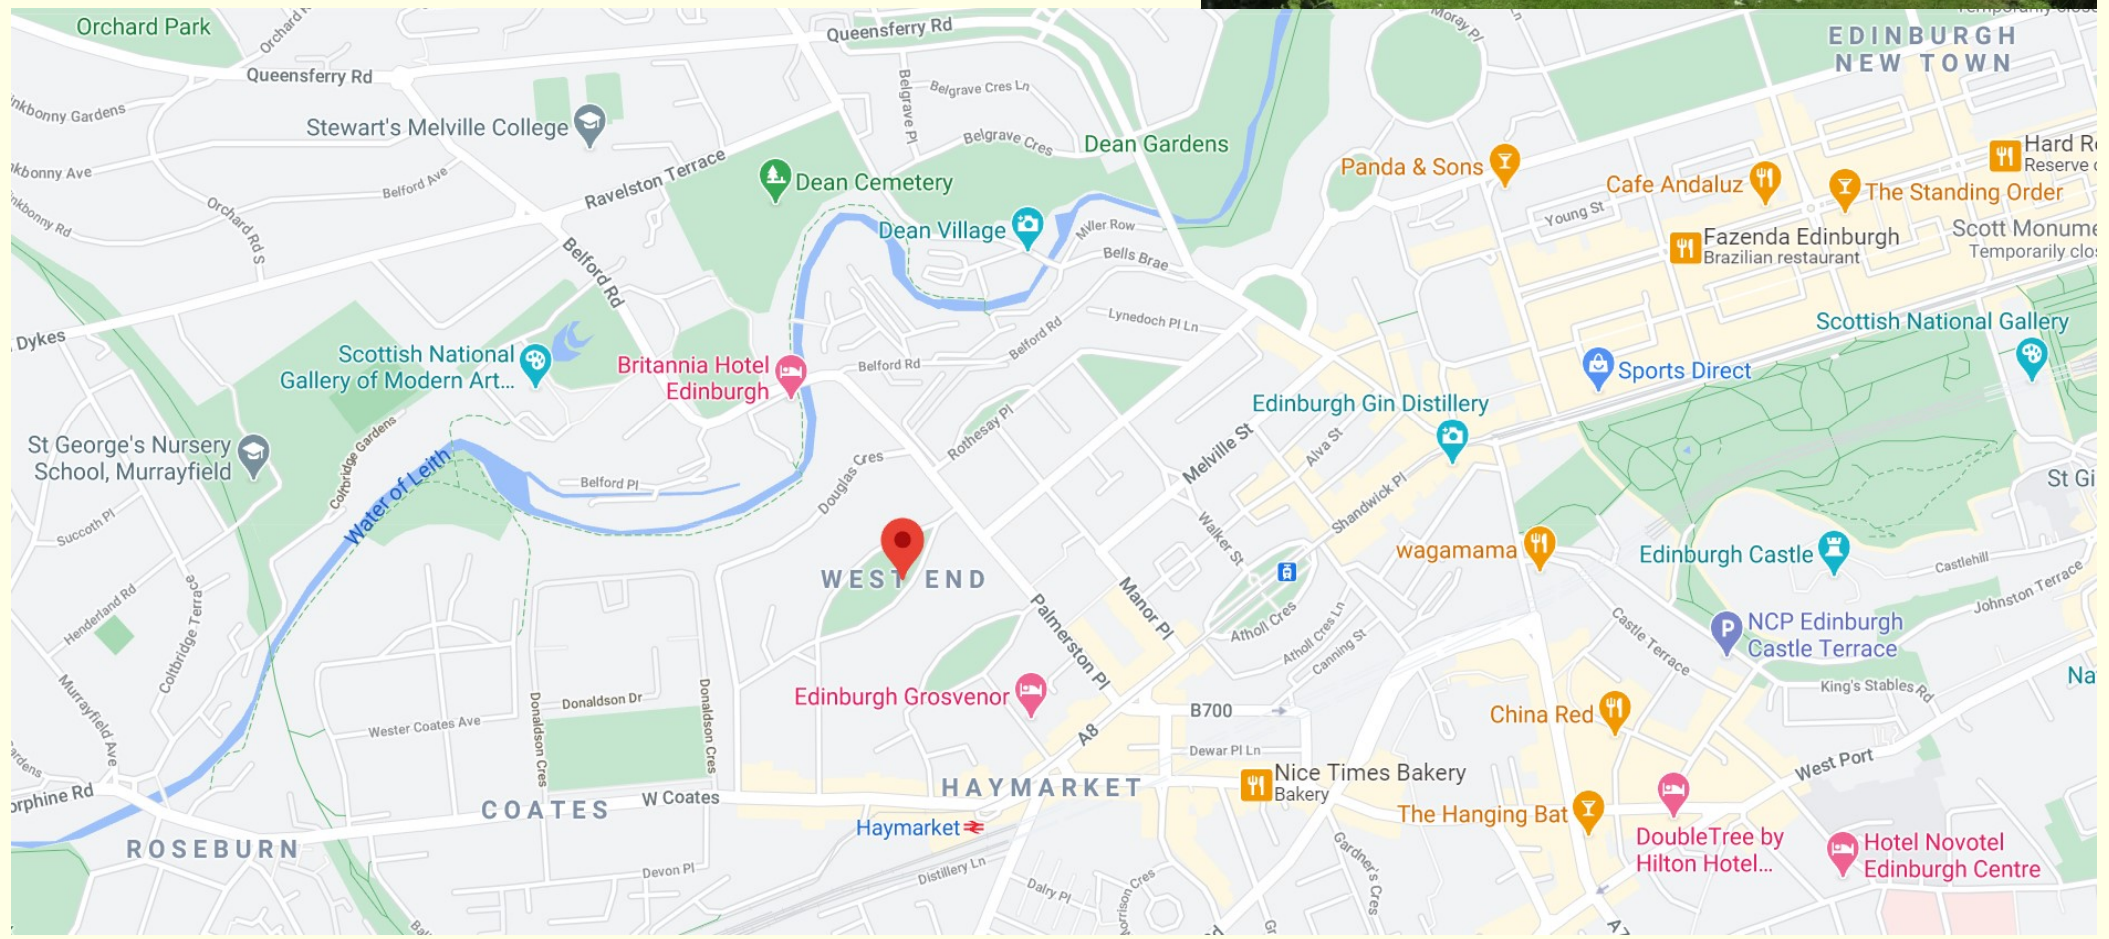 Orchard Park
Orchard R
Queensferry Rd
Queensferry Rd
Moray Pl
Ln
EDINBURGH
NEW TOWN
inkbonny Gardens
Stewart's Melville College
Belgrave Pl
Belgrave Cres Ln
Belgrave Cres
Dean Gardens
Panda & Sons
Hard R
Reserve
nkbonny Ave
Belford Ave
Ravelston Terrace
Dean Cemetery
Cafe Andaluz
The Standing Order
inkbonny Rd
Orchard Rd S
Belford Rd
Dean Village
Miller Row
Bells Brae
Young St
Fazenda Edinburgh
Brazilian restaurant
Scott Monume
Temporarily clos
Dykes
Scottish National
Gallery of Modern Art...
Britannia Hotel
Edinburgh
Belford Rd
Belford Rd
Lynedoch Pl Ln
Scottish National Gallery
Sports Direct
Edinburgh Gin Distillery
St George's Nursery
School, Murrayfield
Coltbridge Gardens
Water of Leith
Belford Pl
Douglas Cres
Rothesay Pl
Melville St
Alva St
Shandwick Pl
St Gi
Succoth Pl
WEST END
Walker St
wagamama
Edinburgh Castle
Castlehill
Johnston Terrace
Henderland Rd
Coltbridge Terrace
Palmerston Pl
Manor Pl
Atholl Cres
Atholl Cres Ln
Canning St
Castle Terrace
NCP Edinburgh
Castle Terrace
Na
Murrayfield Ave
Wester Coates Ave
Donaldson Dr
Donaldson Cres
Donaldson Cres
Edinburgh Grosvenor
A8
B700
Dewar Pl Ln
China Red
King's Stables Rd
West Port
ardens
orphine Rd
ROSEBURN
COATES
W Coates
HAYMARKET
Haymarket
Nice Times Bakery
Bakery
The Hanging Bat
DoubleTree by
Hilton Hotel...
Hotel Novotel
Edinburgh Centre
Devon Pl
Distillery Ln
Dalry Pl
Morrison Cres
Gardner's Cres
Bal
Gr
A7